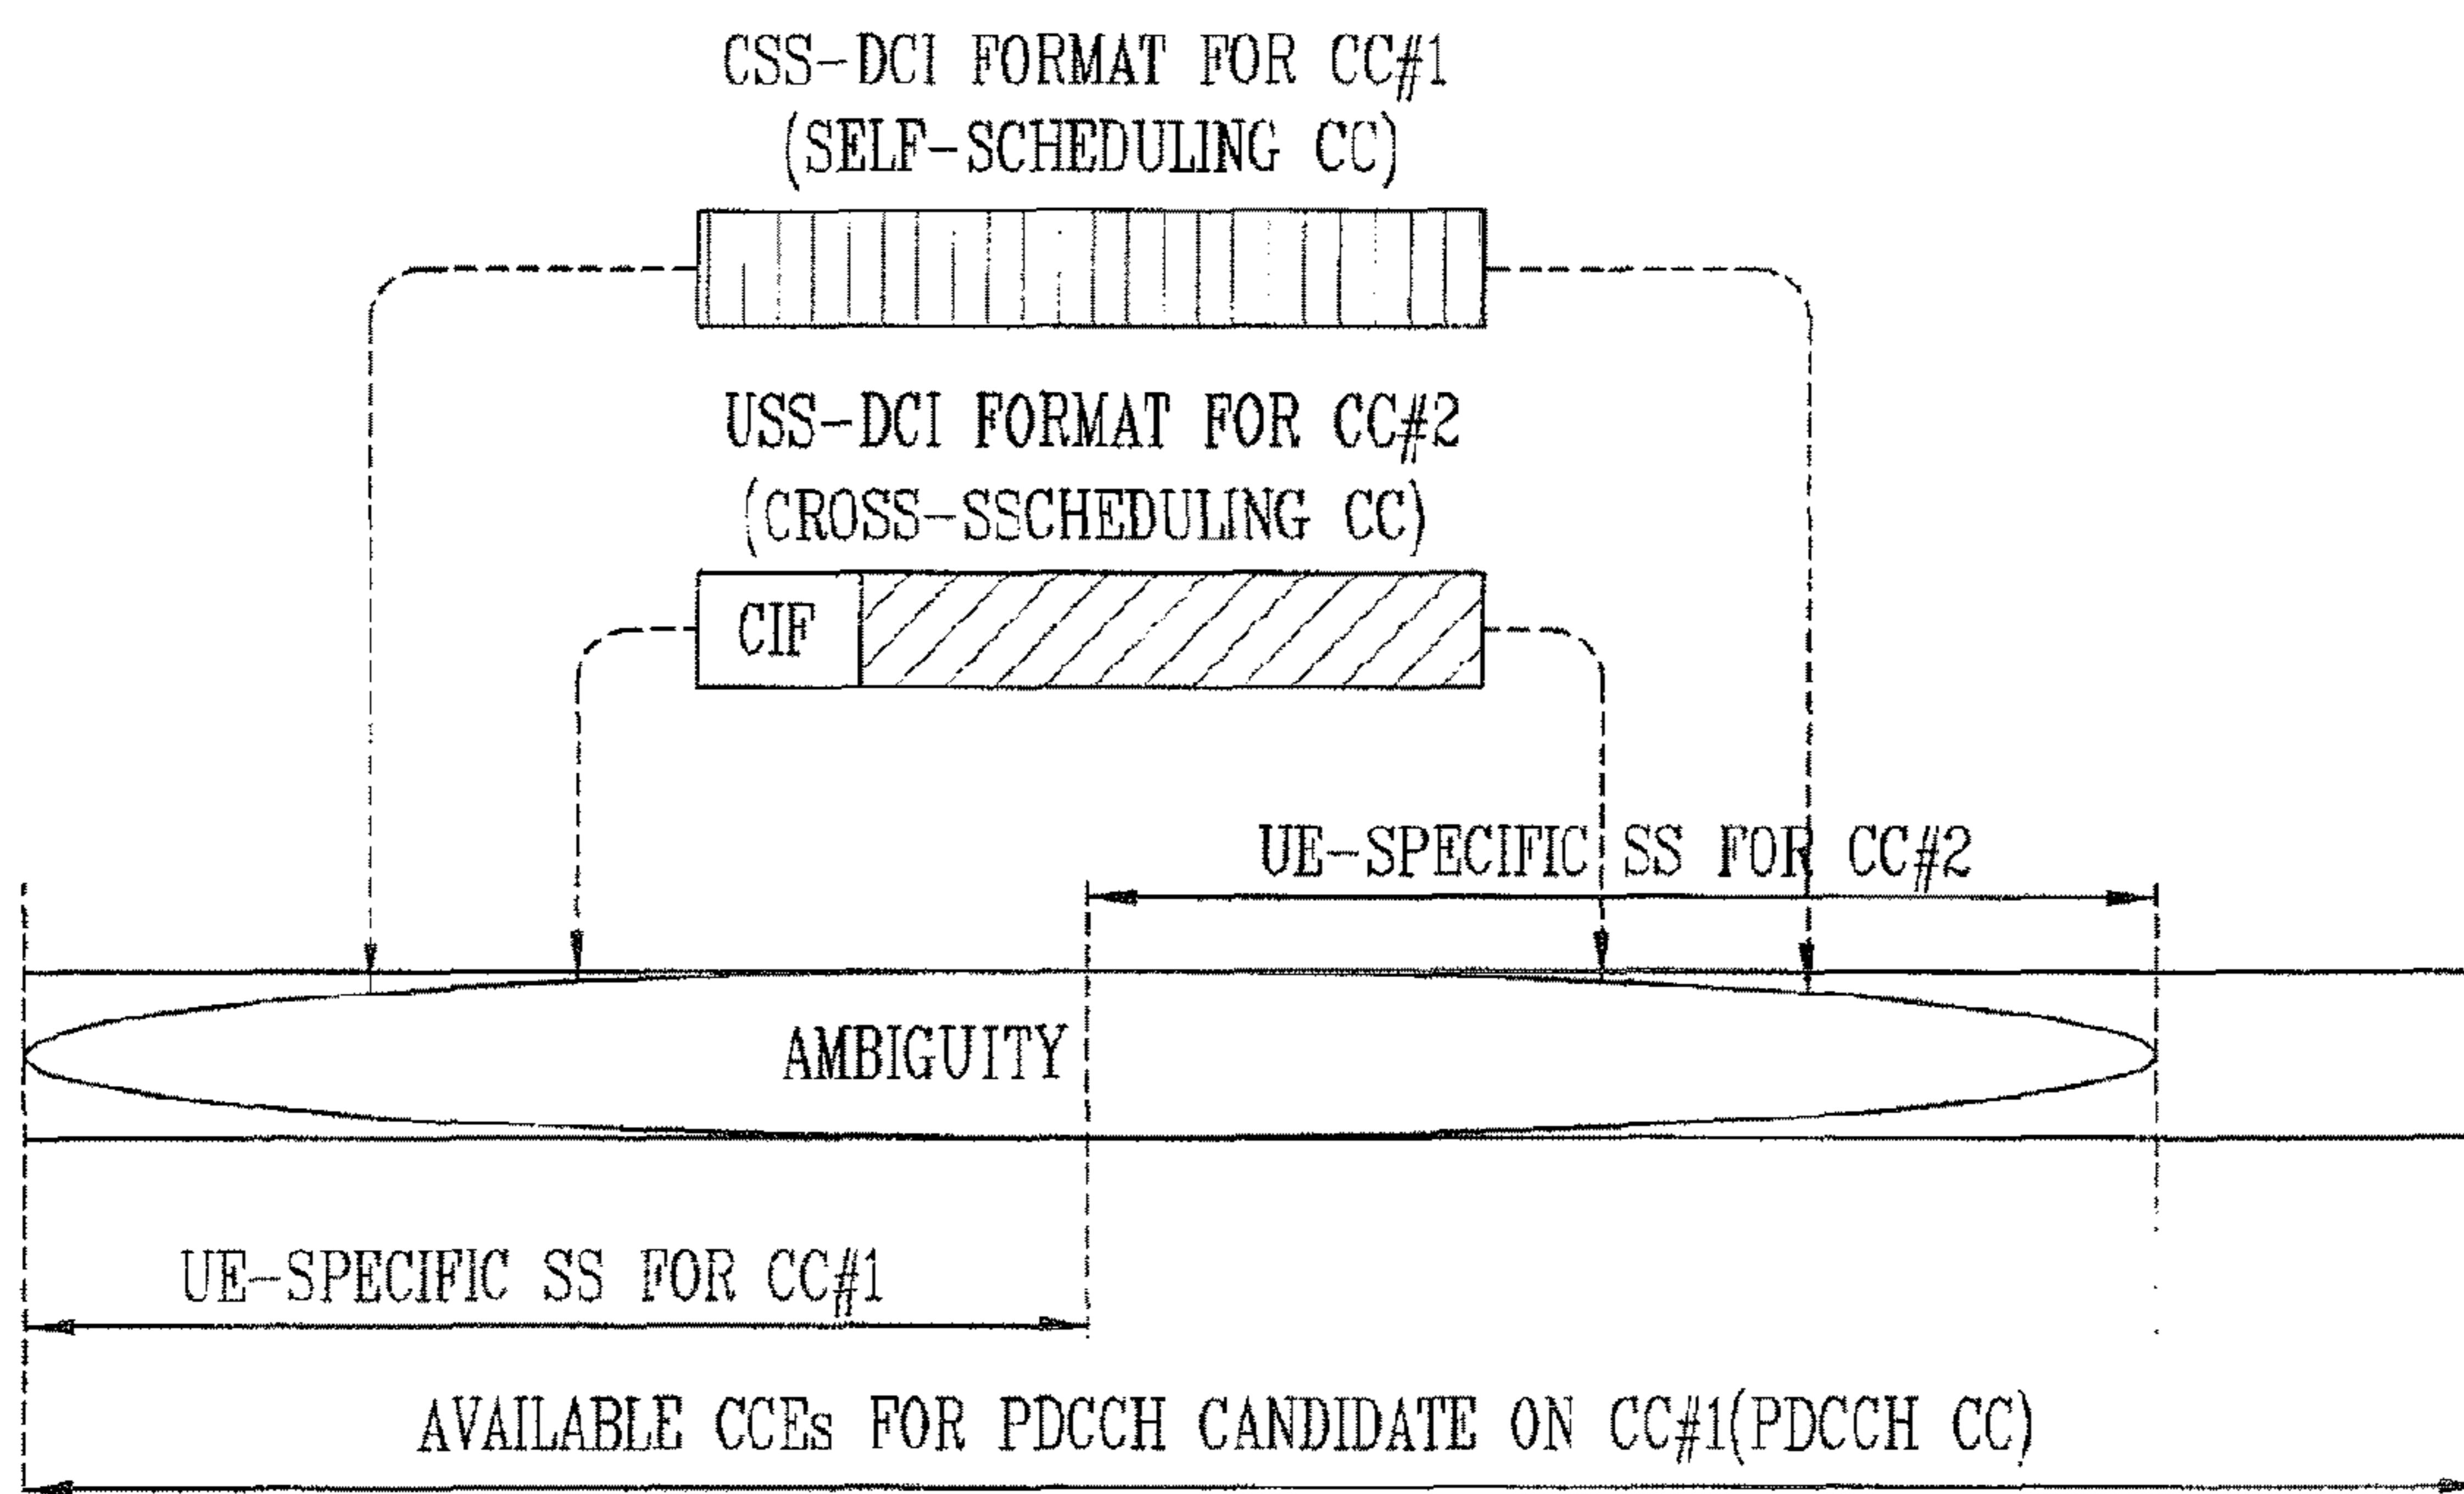 CSS-DCI FORMAT FOR CC#1
(SELF-SCHEDULING CC)
USS-DCI FORMAT FOR CC#2
(CROSS-SSCHEDULING CC)
CIF
UE-SPECIFIC SS FOR CC#2
AMBIGUITY
UE-SPECIFIC SS FOR CC#1
AVAILABLE CCEs FOR PDCCH CANDIDATE ON CC#1(PDCCH CC)